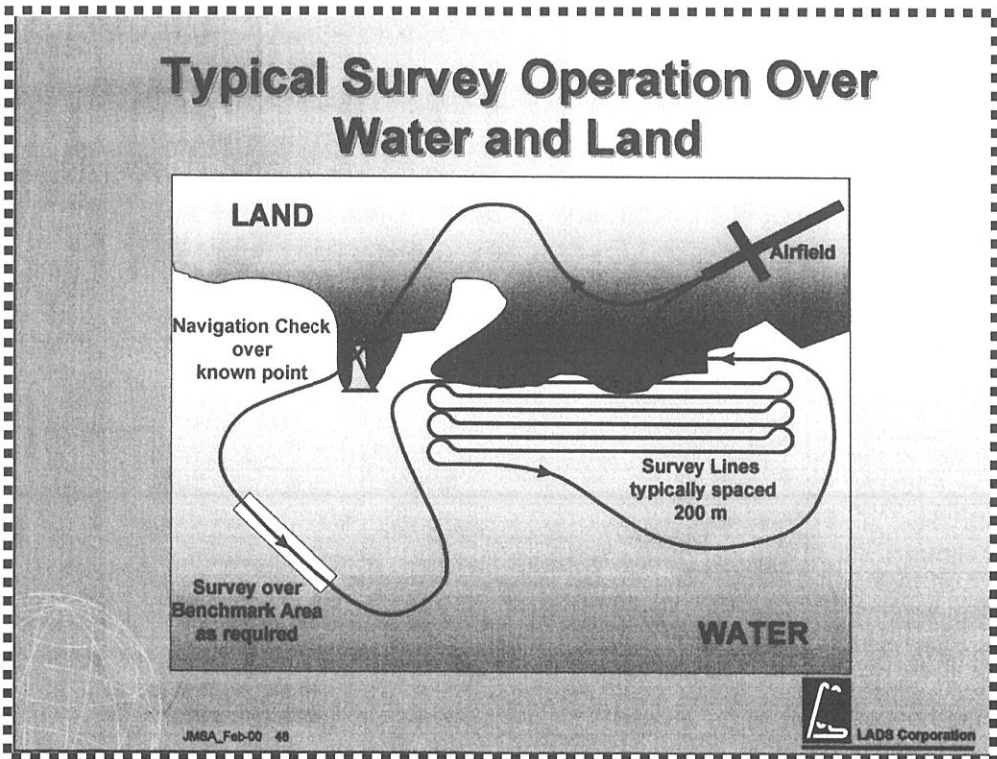 Typical Survey Operation Over
Water and Land
LAND
Airfield
Navigation Check
over
known point
Survey Lines
typically spaced
200 m
Survey over
Benchmark Area
as required
WATER
JMSA_Feb-00 48
LADS Corporation